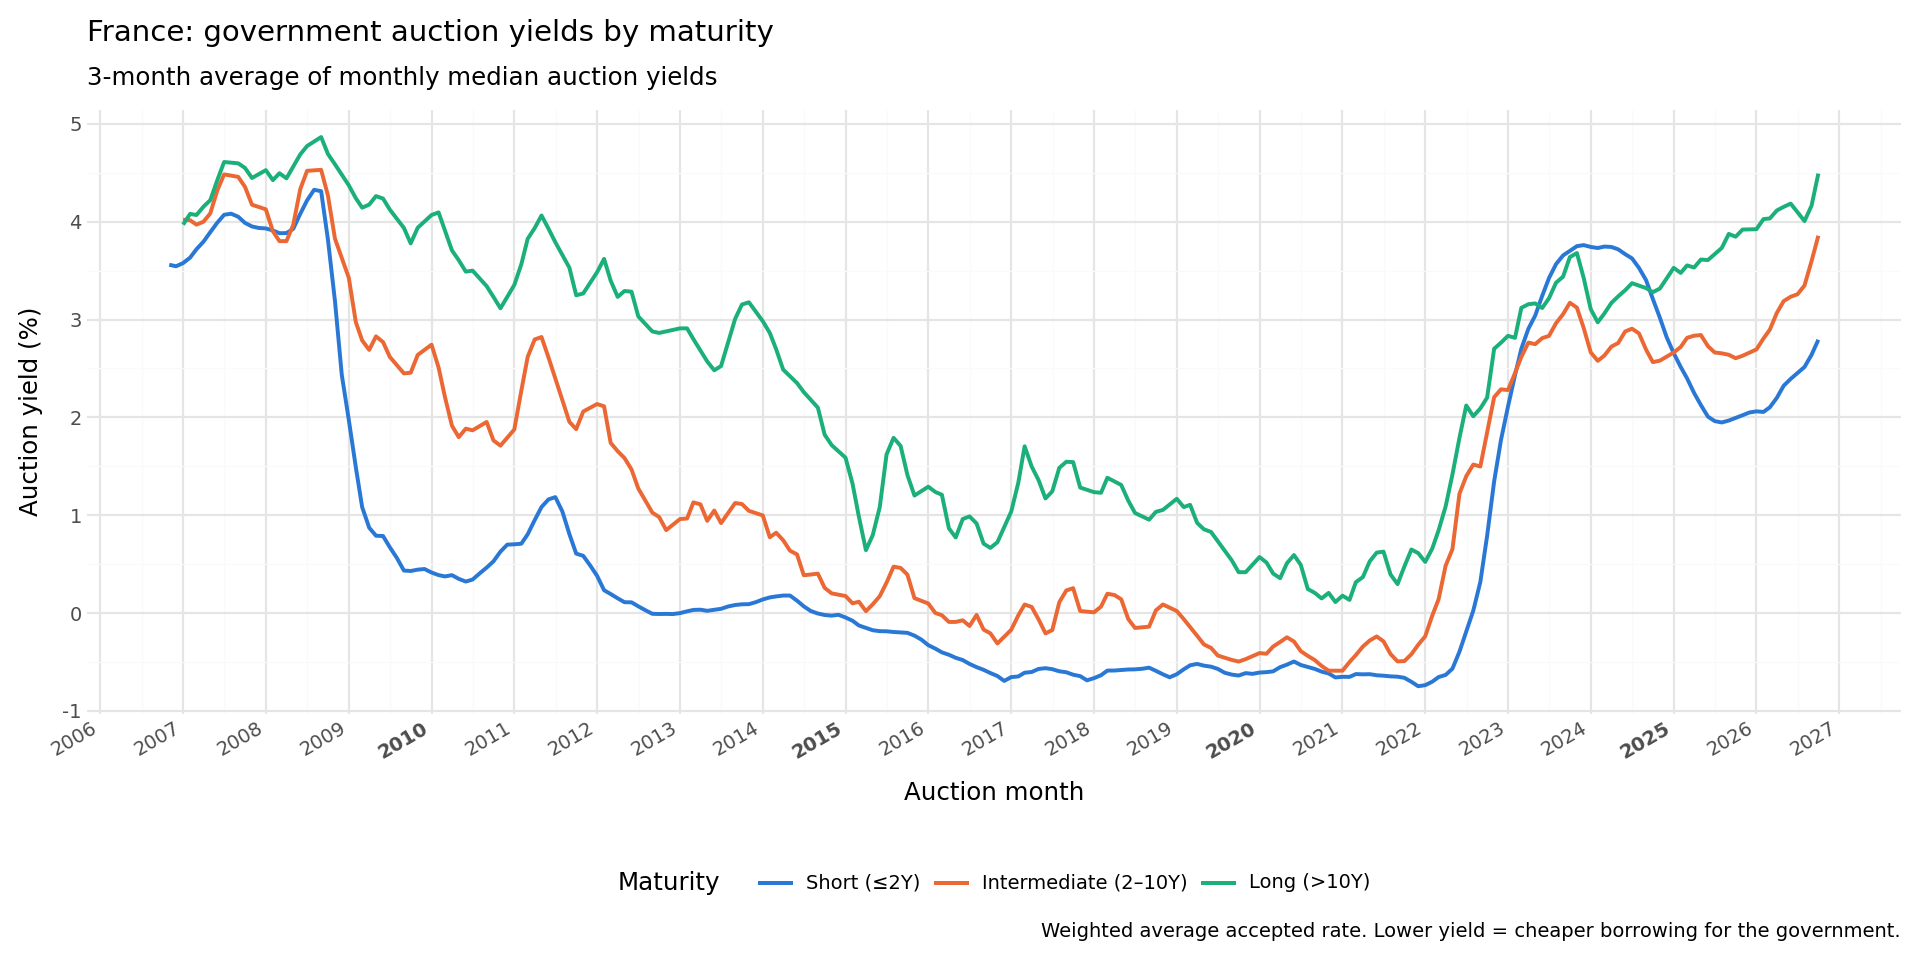 France: government auction yields by maturity
3-month average of monthly median auction yields
Auction yield (%)
5
4
3
2
1
0
-1
2006 2007 2008 2009 2010 2011 2012 2013 2014 2015 2016 2017 2018 2019 2020 2021 2022 2023 2024 2025 2026 2027
Auction month
Maturity Short (≤2Y) Intermediate (2–10Y) Long (>10Y)
Weighted average accepted rate. Lower yield = cheaper borrowing for the government.